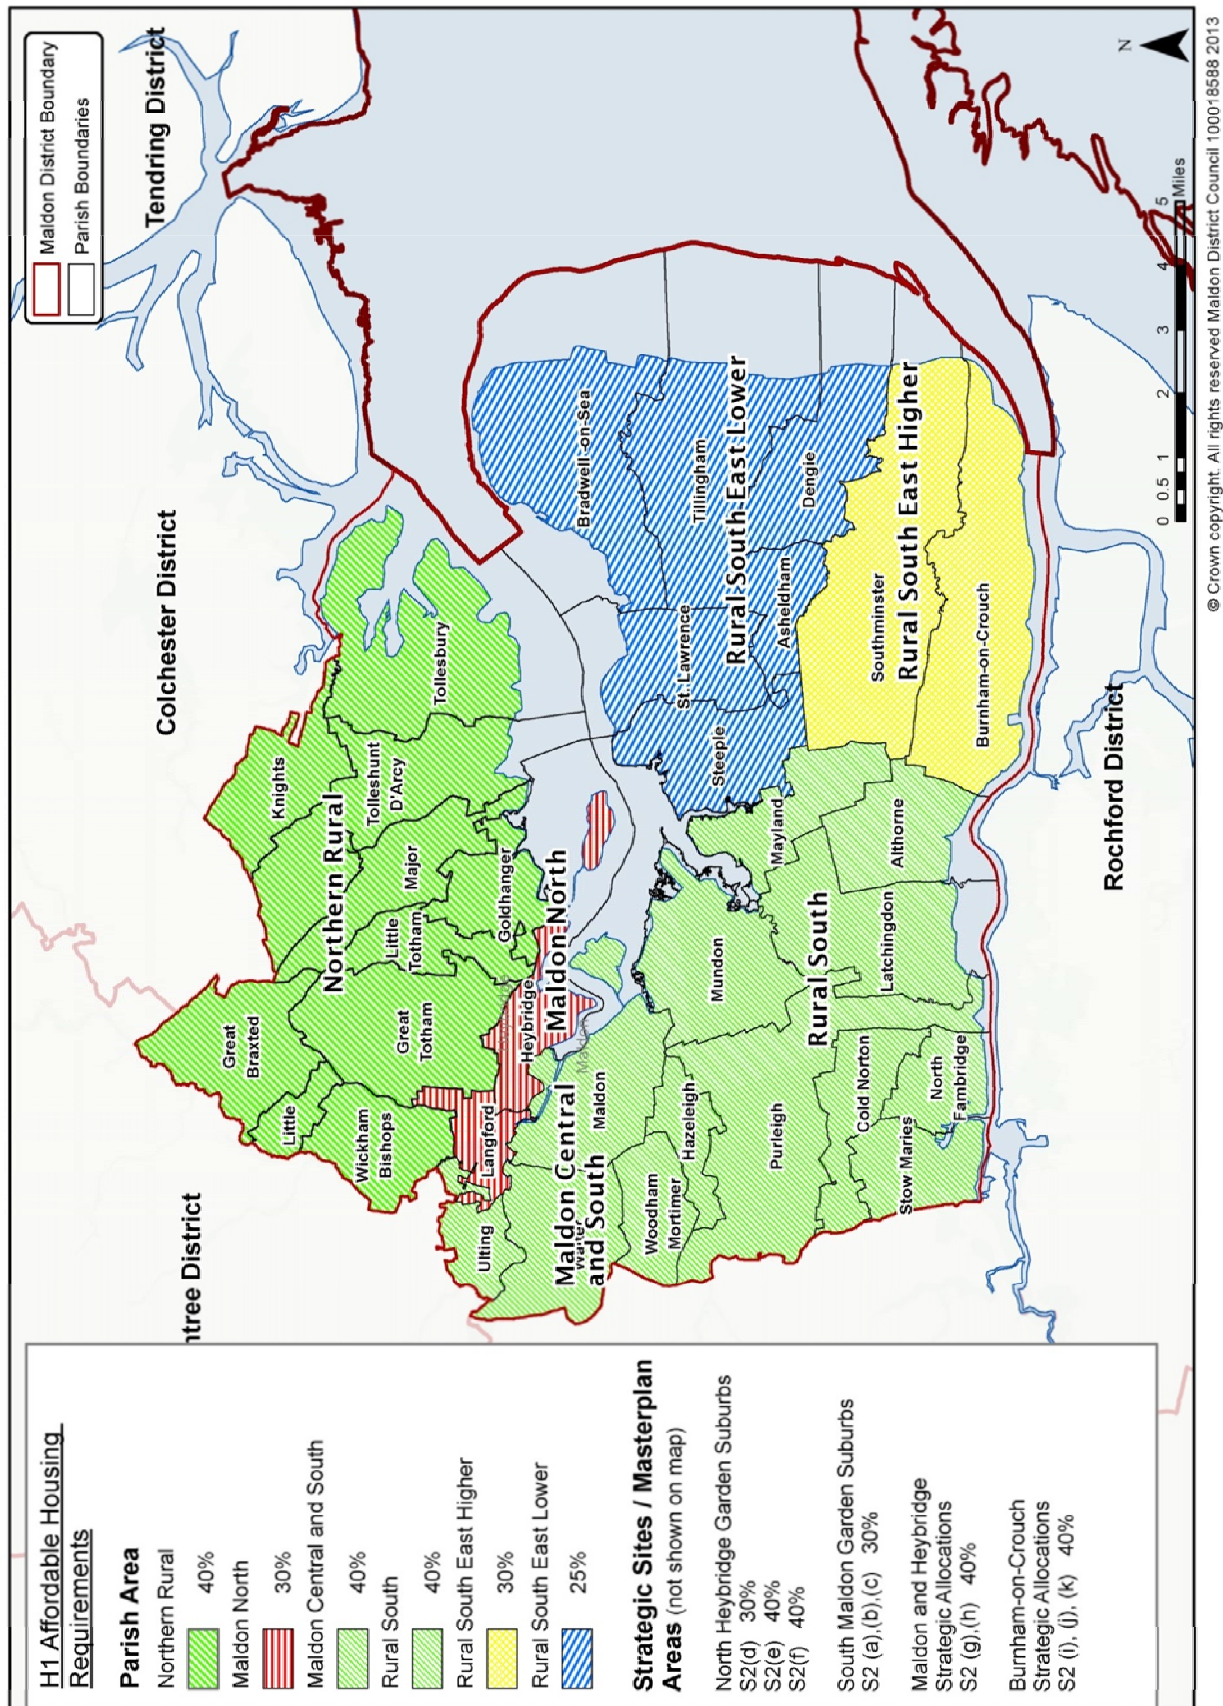 H1 Affordable Housing
Requirements
Parish Area
Northern Rural
40%
Maldon North
30%
Maldon Central and South
40%
Rural South
40%
Rural South East Higher
30%
Rural South East Lower
25%
Strategic Sites / Masterplan
Areas (not shown on map)
North Heybridge Garden Suburbs
S2(d) 30%
S2(e) 40%
S2(f) 40%
South Maldon Garden Suburbs
S2 (a),(b),(c) 30%
Maldon and Heybridge
Strategic Allocations
S2 (g),(h) 40%
Burnham-on-Crouch
Strategic Allocations
S2 (i), (j), (k) 40%
Maldon District Boundary
Parish Boundaries
ntree District
Colchester District
Tendring District
Rochford District
Great
Braxted
Little
Wickham
Bishops
Great
Totham
Northern Rural
Knights
Tolleshunt
D'Arcy
Major
Little
Totham
Goldhanger
Tollesbury
Ulting
Langford
Heybridge
Maldon North
Maldon Central
and South
Walter
Maldon
Maldon
Woodham
Mortimer
Hazeleigh
Purleigh
Mundon
Rural South
Cold Norton
Stow Maries
North
Fambridge
Latchingdon
Althorne
Mayland
Steeple
St. Lawrence
Bradwell-on-Sea
Tillingham
Rural South East Lower
Asheldham
Dengie
Southminster
Rural South East Higher
Burnham-on-Crouch
N
0 0.5 1 2 3 4 5
Miles
© Crown copyright. All rights reserved Maldon District Council 100018588 2013